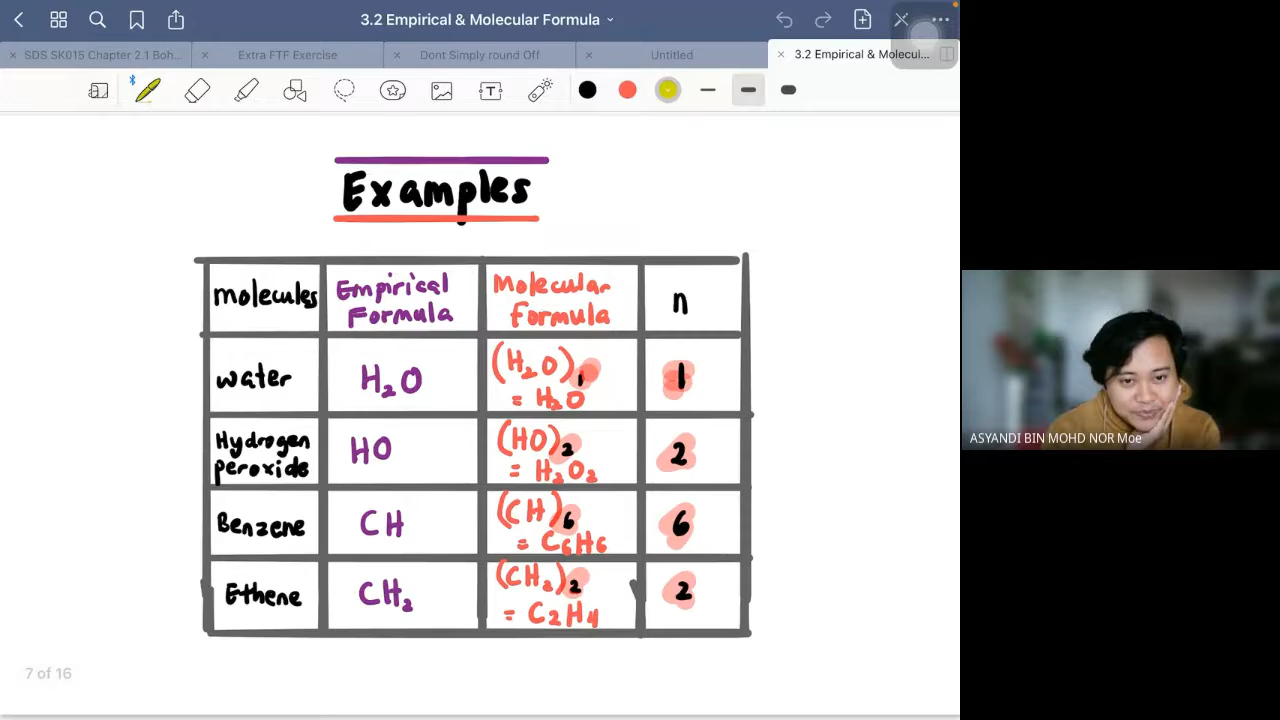 3.2 Empirical & Molecular Formula
SDS SK015 Chapter 2.1 Boh...
Extra FTF Exercise
Dont Simply round Off
Untitled
3.2 Empirical & Molecul...
Examples
molecules
Empirical
Formula
Molecular
formula
n
water
H₂O
(H₂O)₁
= H₂O
1
Hydrogen
peroxide
HO
(HO)₂
= H₂O₂
2
Benzene
CH
(CH)₆
= C₆H₆
6
Ethene
CH₂
(CH₂)₂
= C₂H₄
2
7 of 16
ASYANDI BIN MOHD NOR Moe